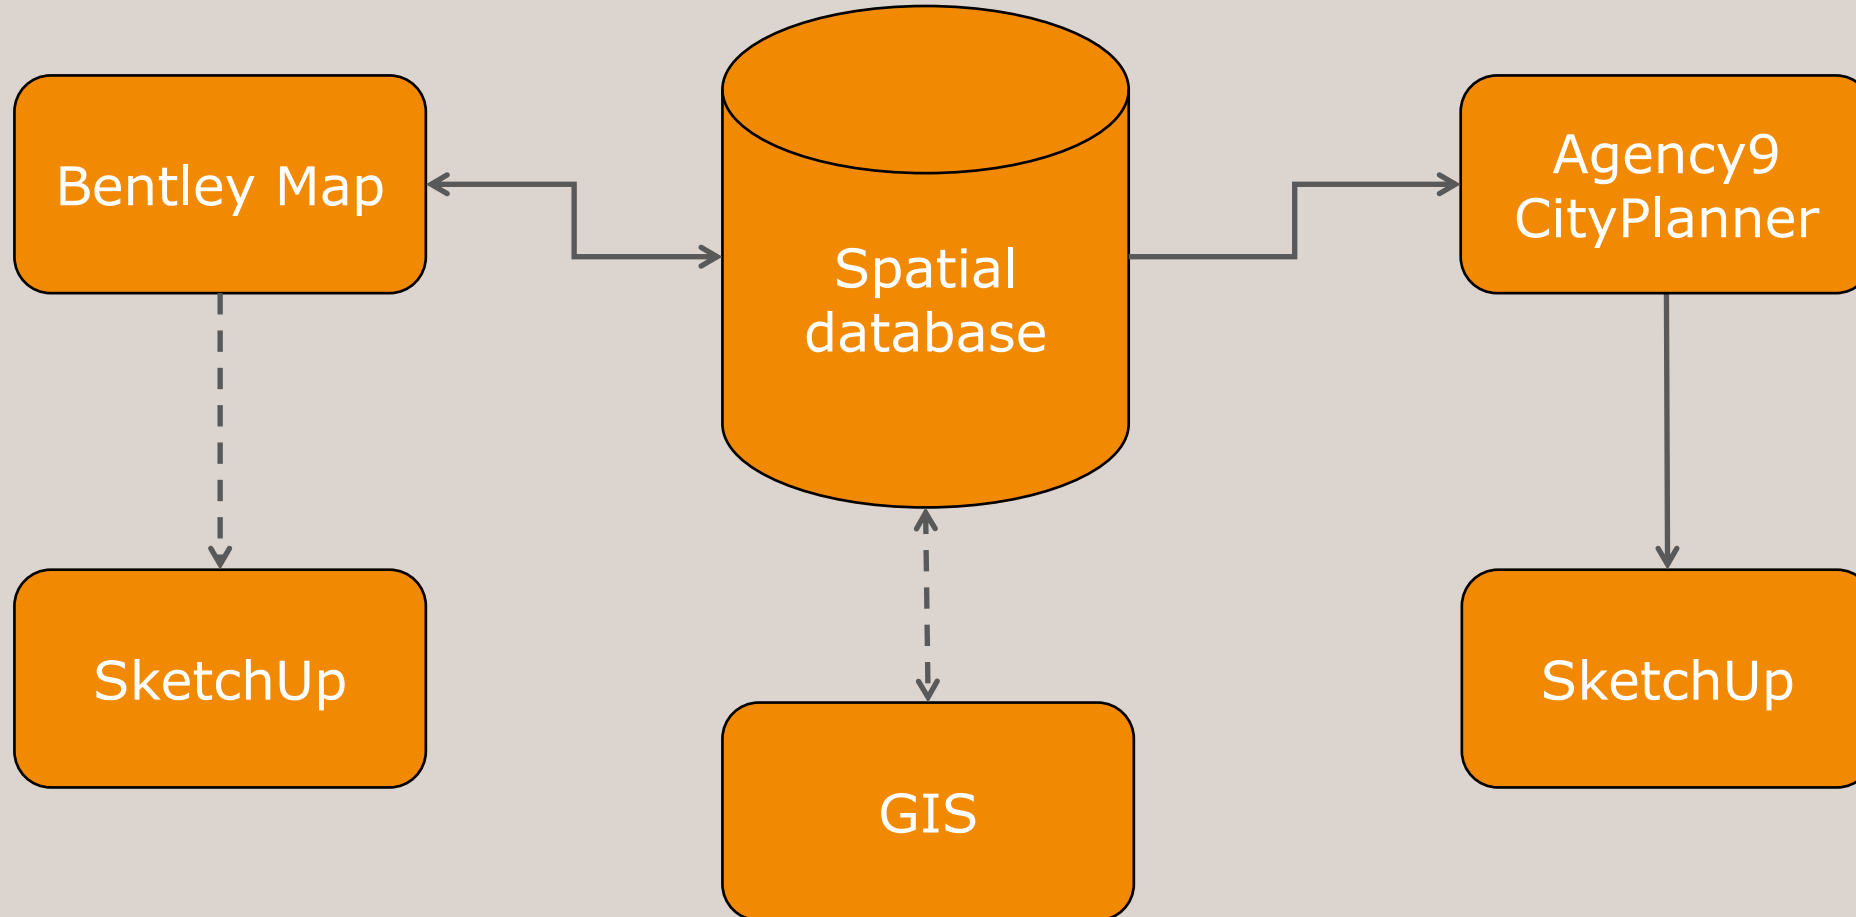 Bentley Map
Spatial
database
Agency9
CityPlanner
SketchUp
GIS
SketchUp